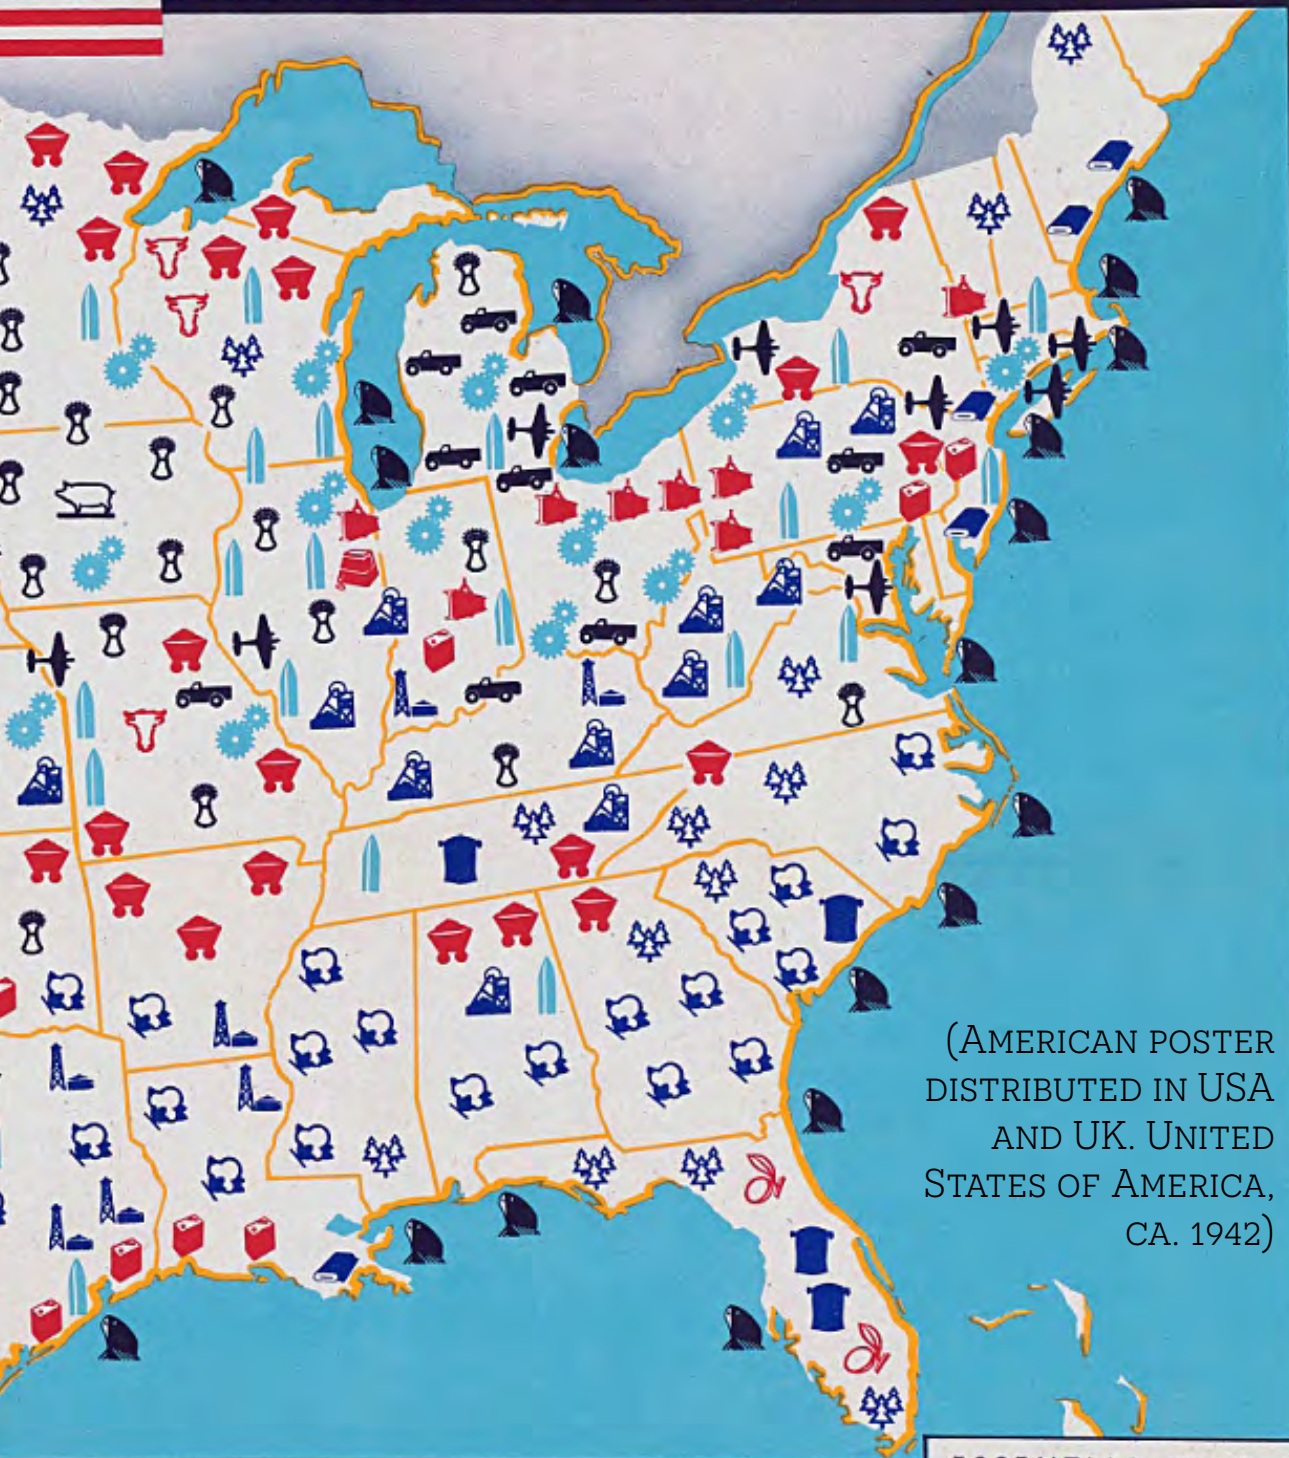 (American poster
distributed in USA
and UK. United
States of America,
ca. 1942)